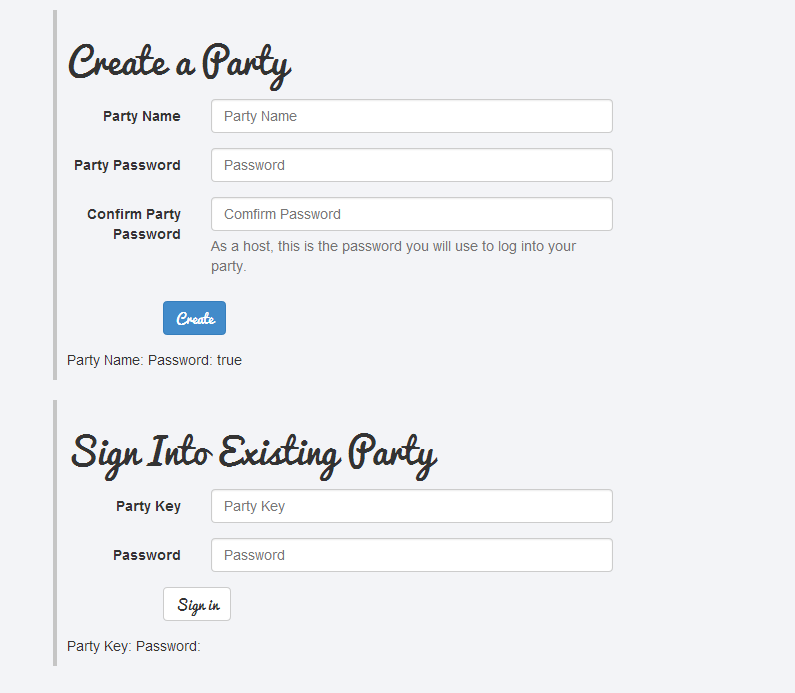 Create a Party
Party Name
Party Name
Party Password
Password
Confirm Party
Password
Comfirm Password
As a host, this is the password you will use to log into your
party.
Create
Party Name: Password: true
Sign Into Existing Party
Party Key
Party Key
Password
Password
Sign in
Party Key: Password: